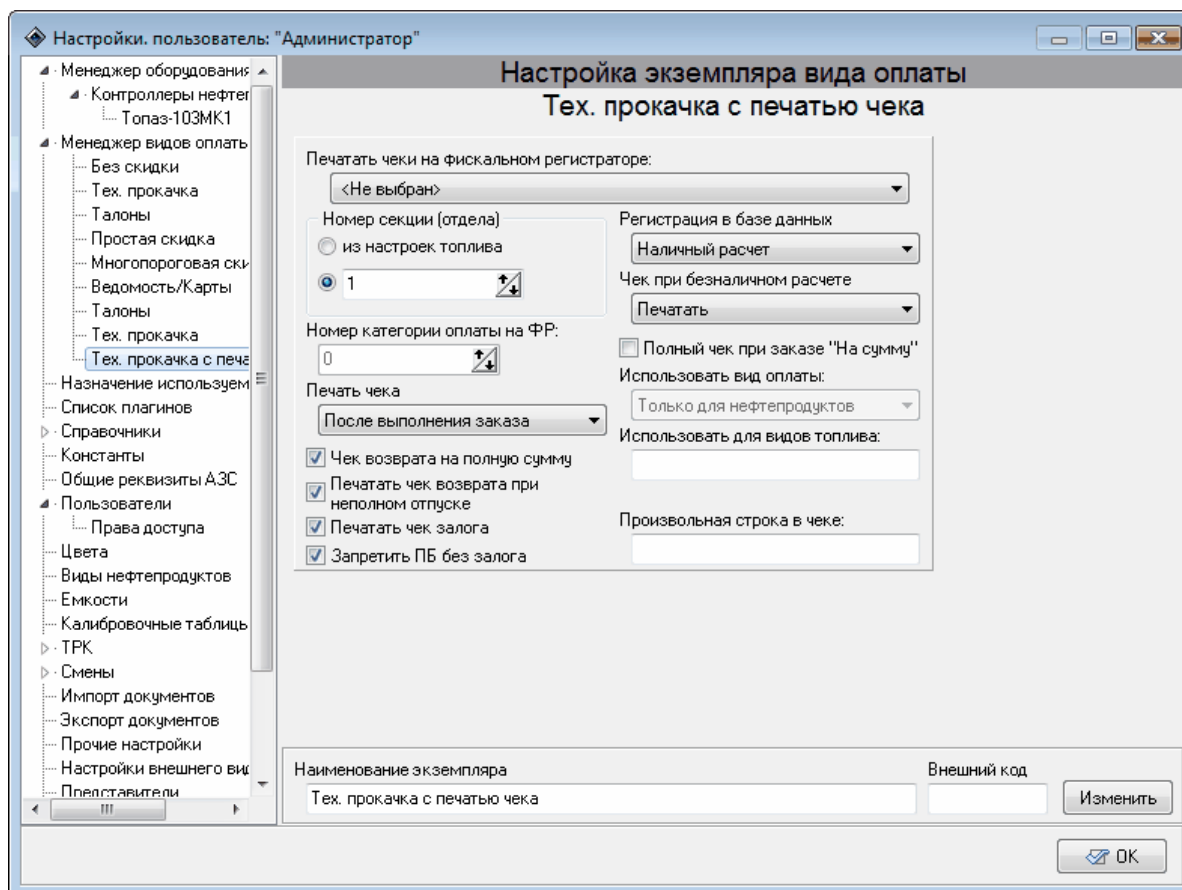 Настройки. пользователь: "Администратор"
Менеджер оборудования
Контроллеры нефтег
Топаз-103МК1
Менеджер видов оплать
Без скидки
Тех. прокачка
Талоны
Простая скидка
Многопороговая ски
Ведомость/Карты
Талоны
Тех. прокачка
Тех. прокачка с печа
Назначение используем
Список плагинов
Справочники
Константы
Общие реквизиты АЗС
Пользователи
Права доступа
Цвета
Виды нефтепродуктов
Емкости
Калибровочные таблиць
ТРК
Смены
Импорт документов
Экспорт документов
Прочие настройки
Настройки внешнего вид
Представители
Настройка экземпляра вида оплаты
Тех. прокачка с печатью чека
Печатать чеки на фискальном регистраторе:
<Не выбран>
Номер секции (отдела)
из настроек топлива
1
Номер категории оплаты на ФР:
0
Печать чека
После выполнения заказа
Чек возврата на полную сумму
Печатать чек возврата при
неполном отпуске
Печатать чек залога
Запретить ПБ без залога
Регистрация в базе данных
Наличный расчет
Чек при безналичном расчете
Печатать
Полный чек при заказе "На сумму"
Использовать вид оплаты:
Только для нефтепродуктов
Использовать для видов топлива:
Произвольная строка в чеке:
Наименование экземпляра
Тех. прокачка с печатью чека
Внешний код
Изменить
OK